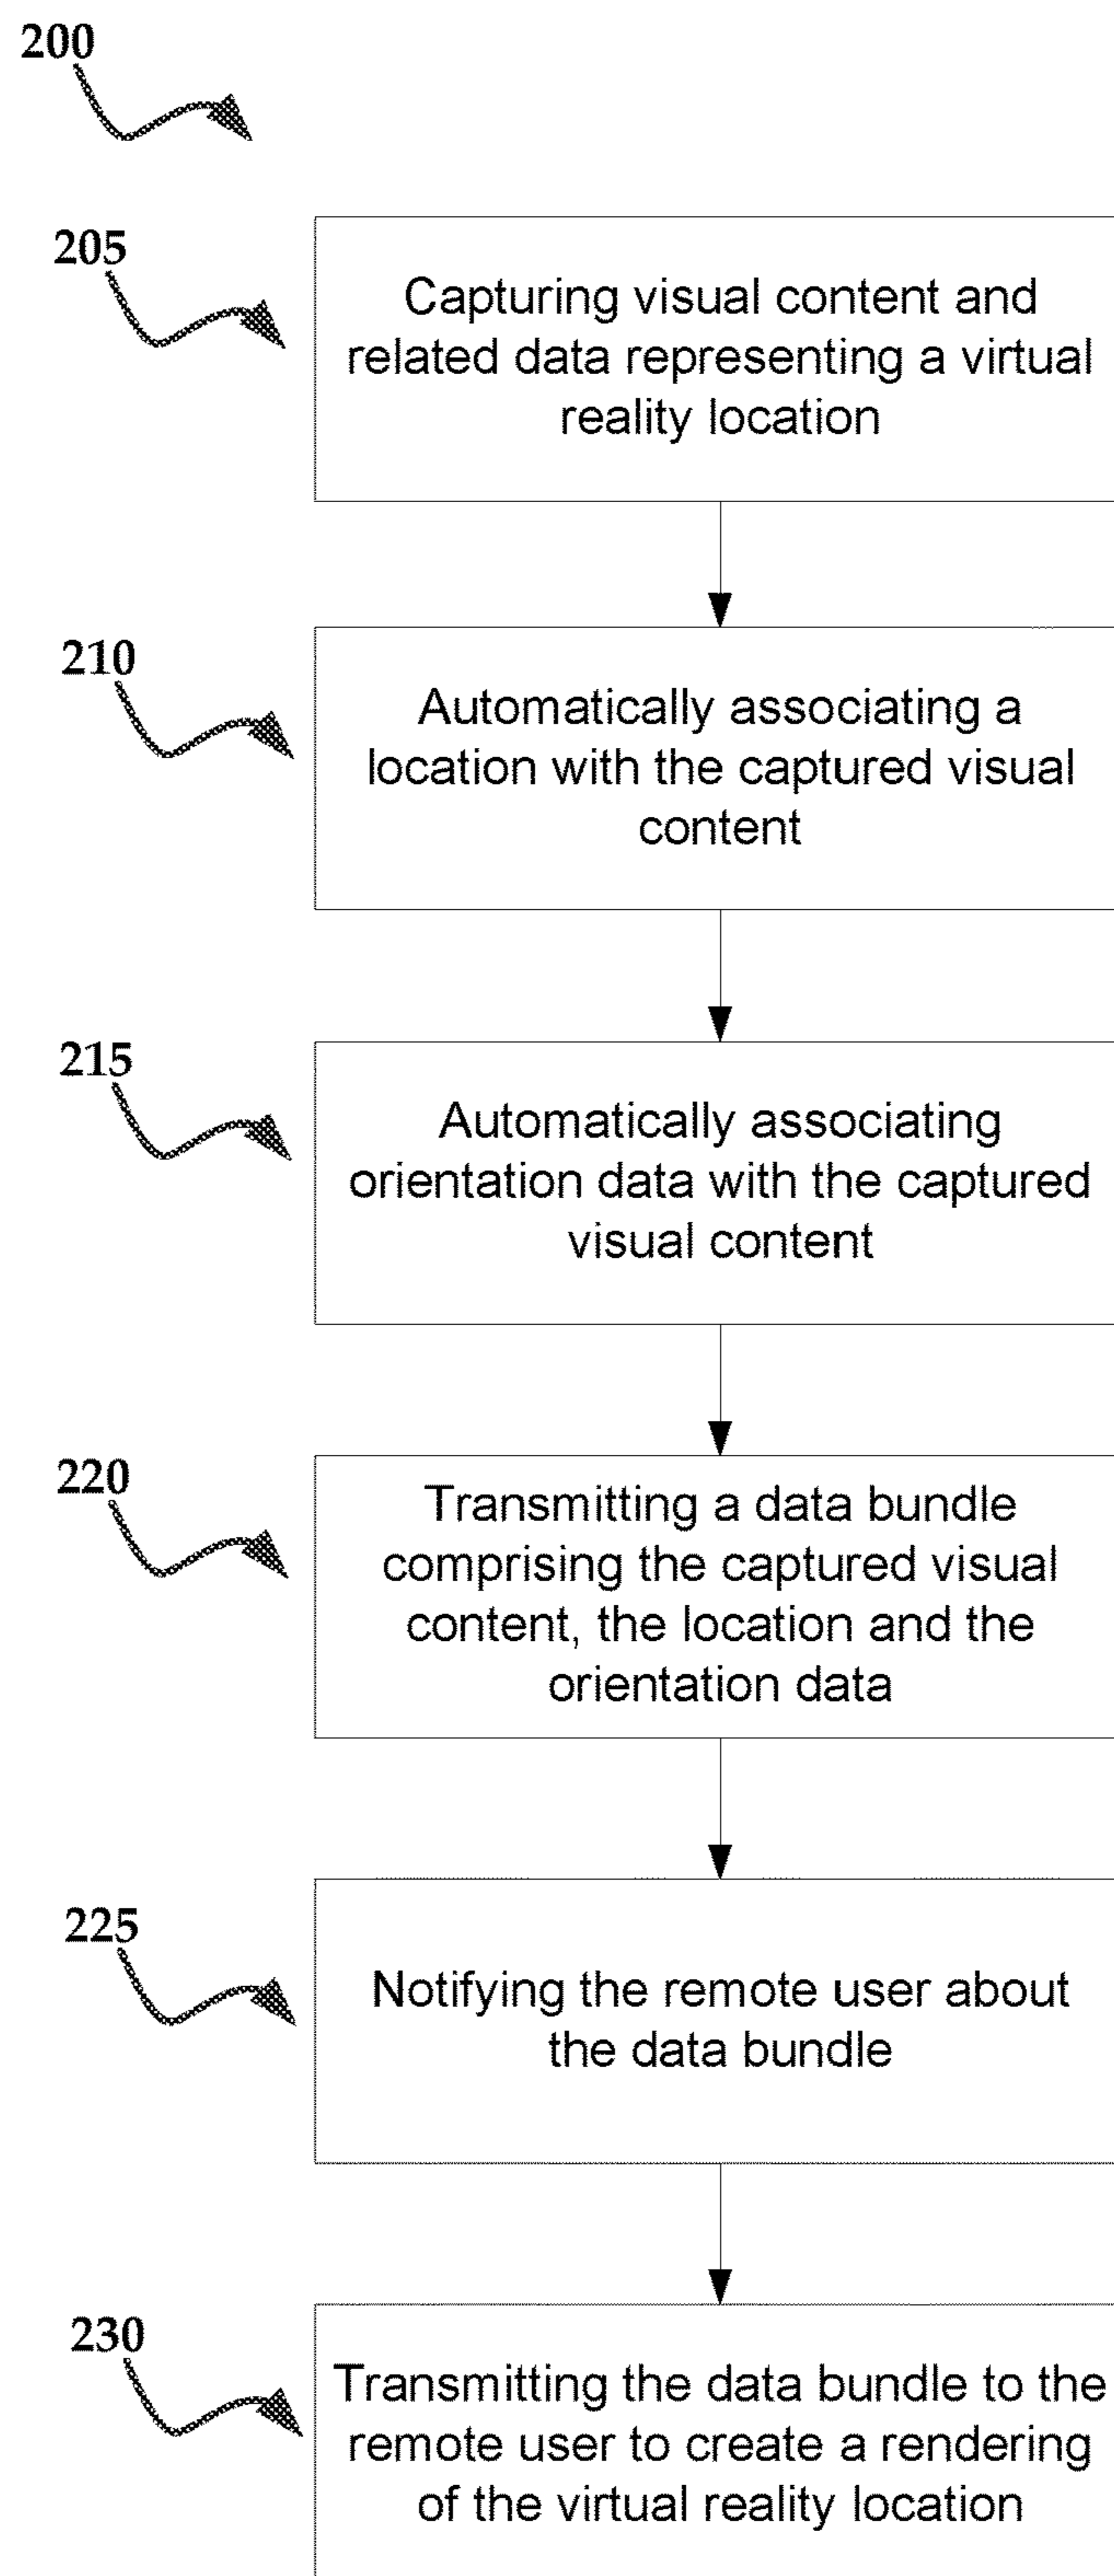 200
205
Capturing visual content and
related data representing a virtual
reality location
210
Automatically associating a
location with the captured visual
content
215
Automatically associating
orientation data with the captured
visual content
220
Transmitting a data bundle
comprising the captured visual
content, the location and the
orientation data
225
Notifying the remote user about
the data bundle
230
Transmitting the data bundle to the
remote user to create a rendering
of the virtual reality location